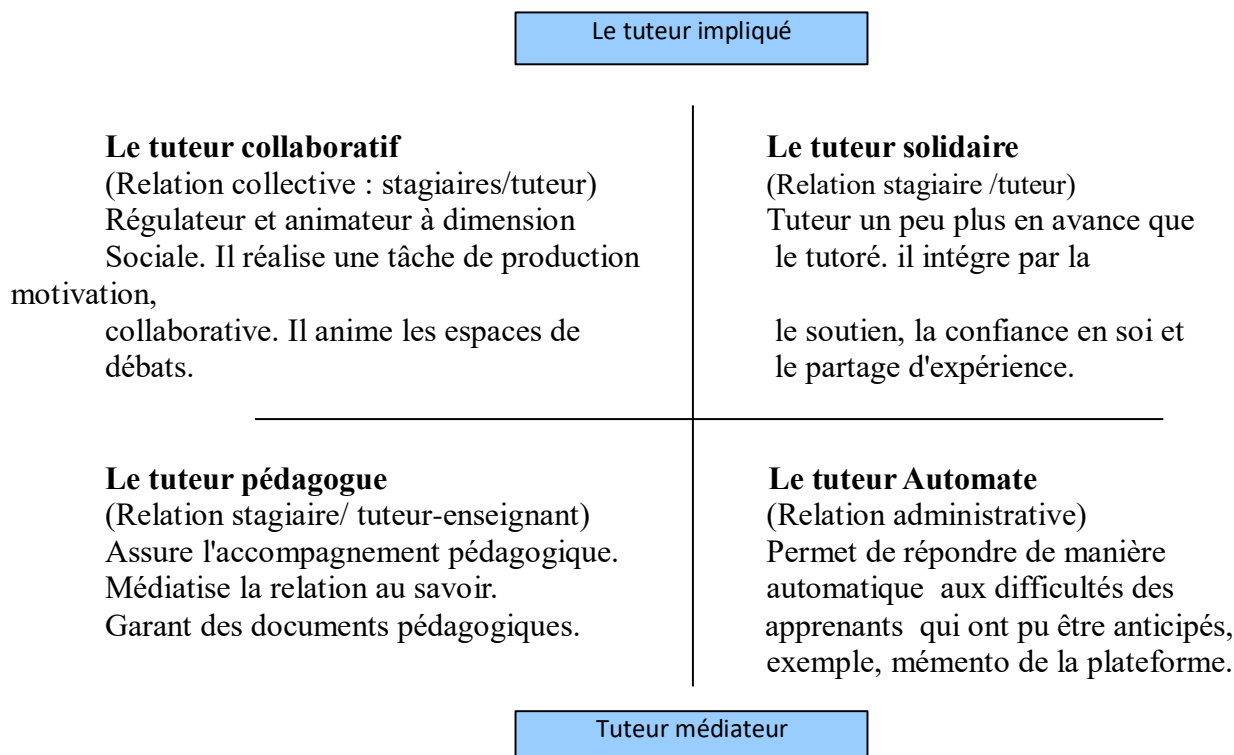 Le tuteur impliqué
Le tuteur collaboratif
(Relation collective : stagiaires/tuteur)
Régulateur et animateur à dimension
Sociale. Il réalise une tâche de production
motivation,
collaborative. Il anime les espaces de
débats.
Le tuteur solidaire
(Relation stagiaire /tuteur)
Tuteur un peu plus en avance que
le tutoré. il intégre par la
le soutien, la confiance en soi et
le partage d'expérience.
Le tuteur pédagogue
(Relation stagiaire/ tuteur-enseignant)
Assure l'accompagnement pédagogique.
Médiatise la relation au savoir.
Garant des documents pédagogiques.
Le tuteur Automate
(Relation administrative)
Permet de répondre de manière
automatique aux difficultés des
apprenants qui ont pu être anticipés,
exemple, mémento de la plateforme.
Tuteur médiateur